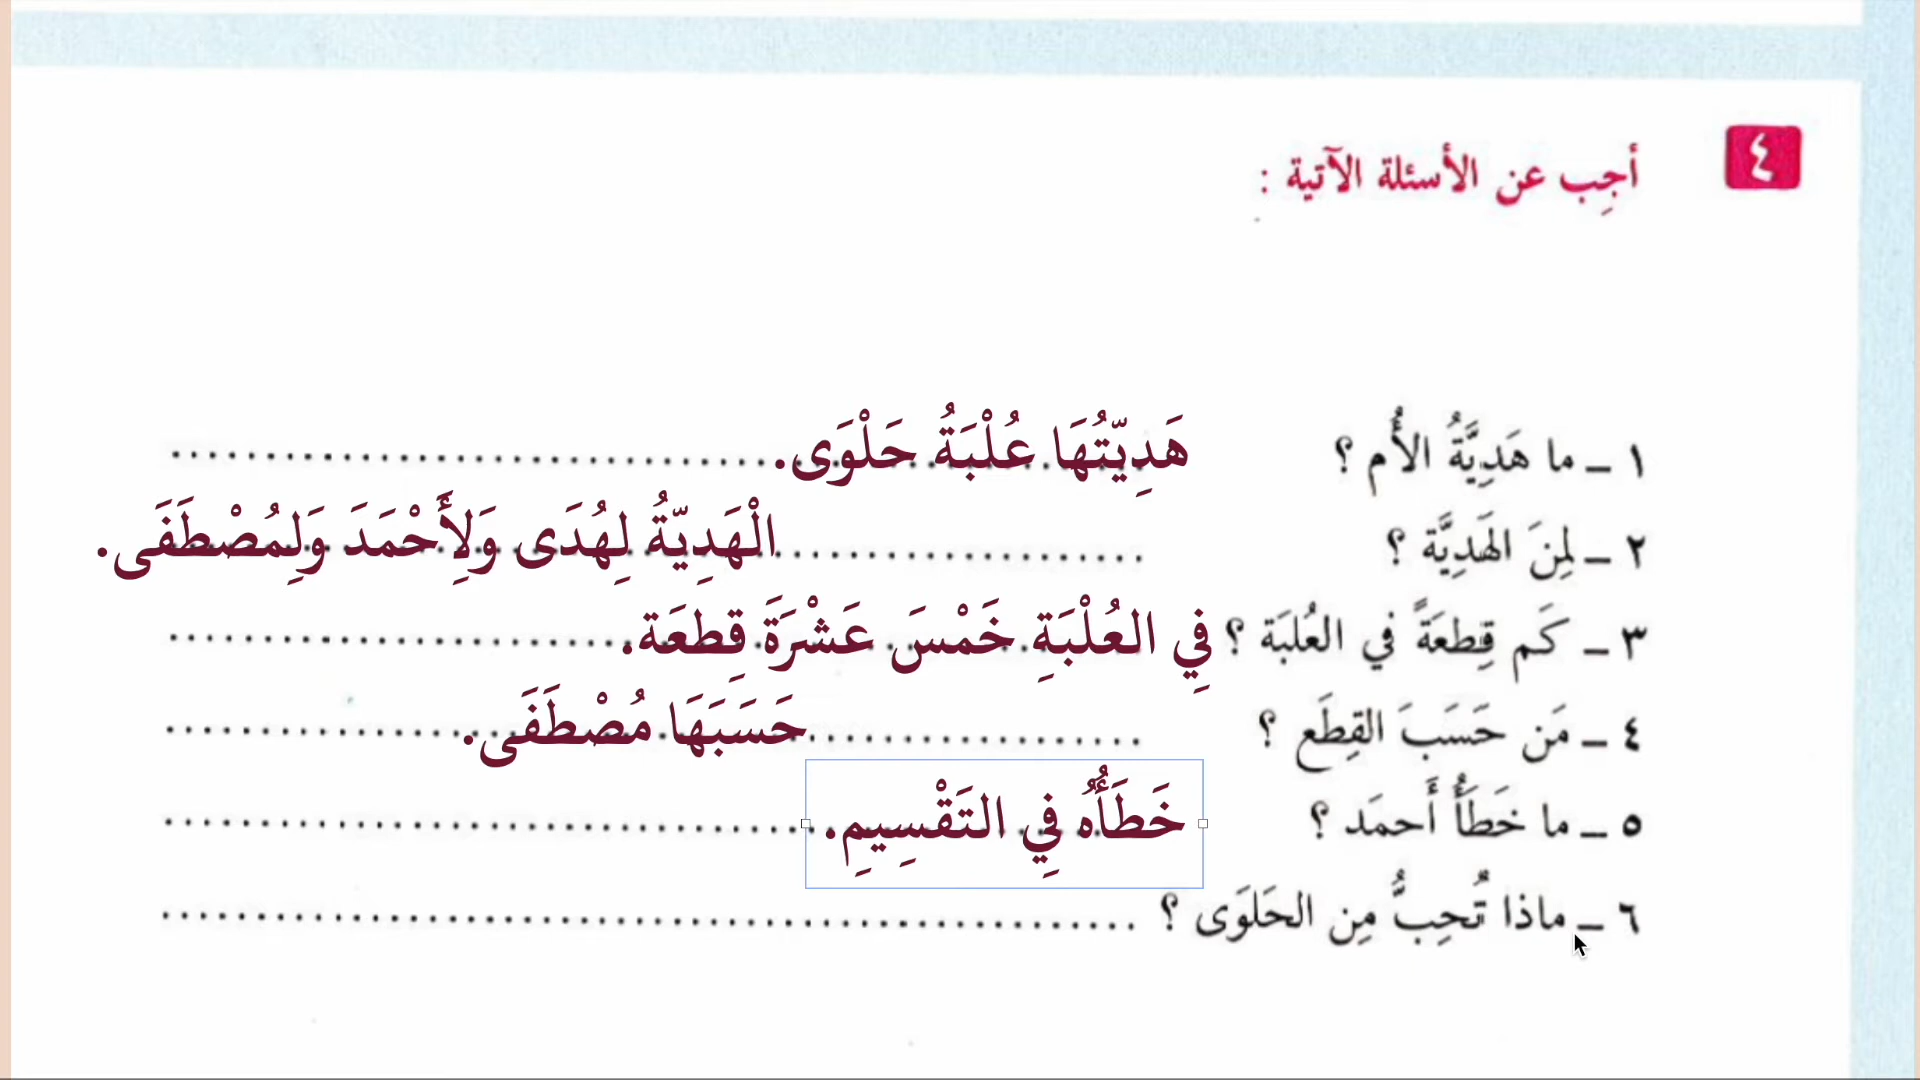 ٤ أجِب عن الأسئلة الآتية :
١ ـ ما هَدِيَّةُ الأُم ؟ هَدِيّتُهَا عُلْبَةُ حَلْوَى.
٢ ـ لِمنَ الهَدِيَّة ؟ الْهَدِيّةُ لِهُدَى وَلِأَحْمَدَ وَلِمُصْطَفَى.
٣ ـ كَم قِطعَةً في العُلبَة ؟ فِي العُلْبَةِ خَمْسَ عَشْرَةَ قِطعَة.
٤ ـ مَن حَسَبَ القِطَع ؟ حَسَبَهَا مُصْطَفَى.
٥ ـ ما خَطَأُ أَحمَد ؟ خَطَأُهُ فِي التَقْسِيمِ.
٦ ـ ماذا تُحِبُّ مِن الحَلوَى ؟